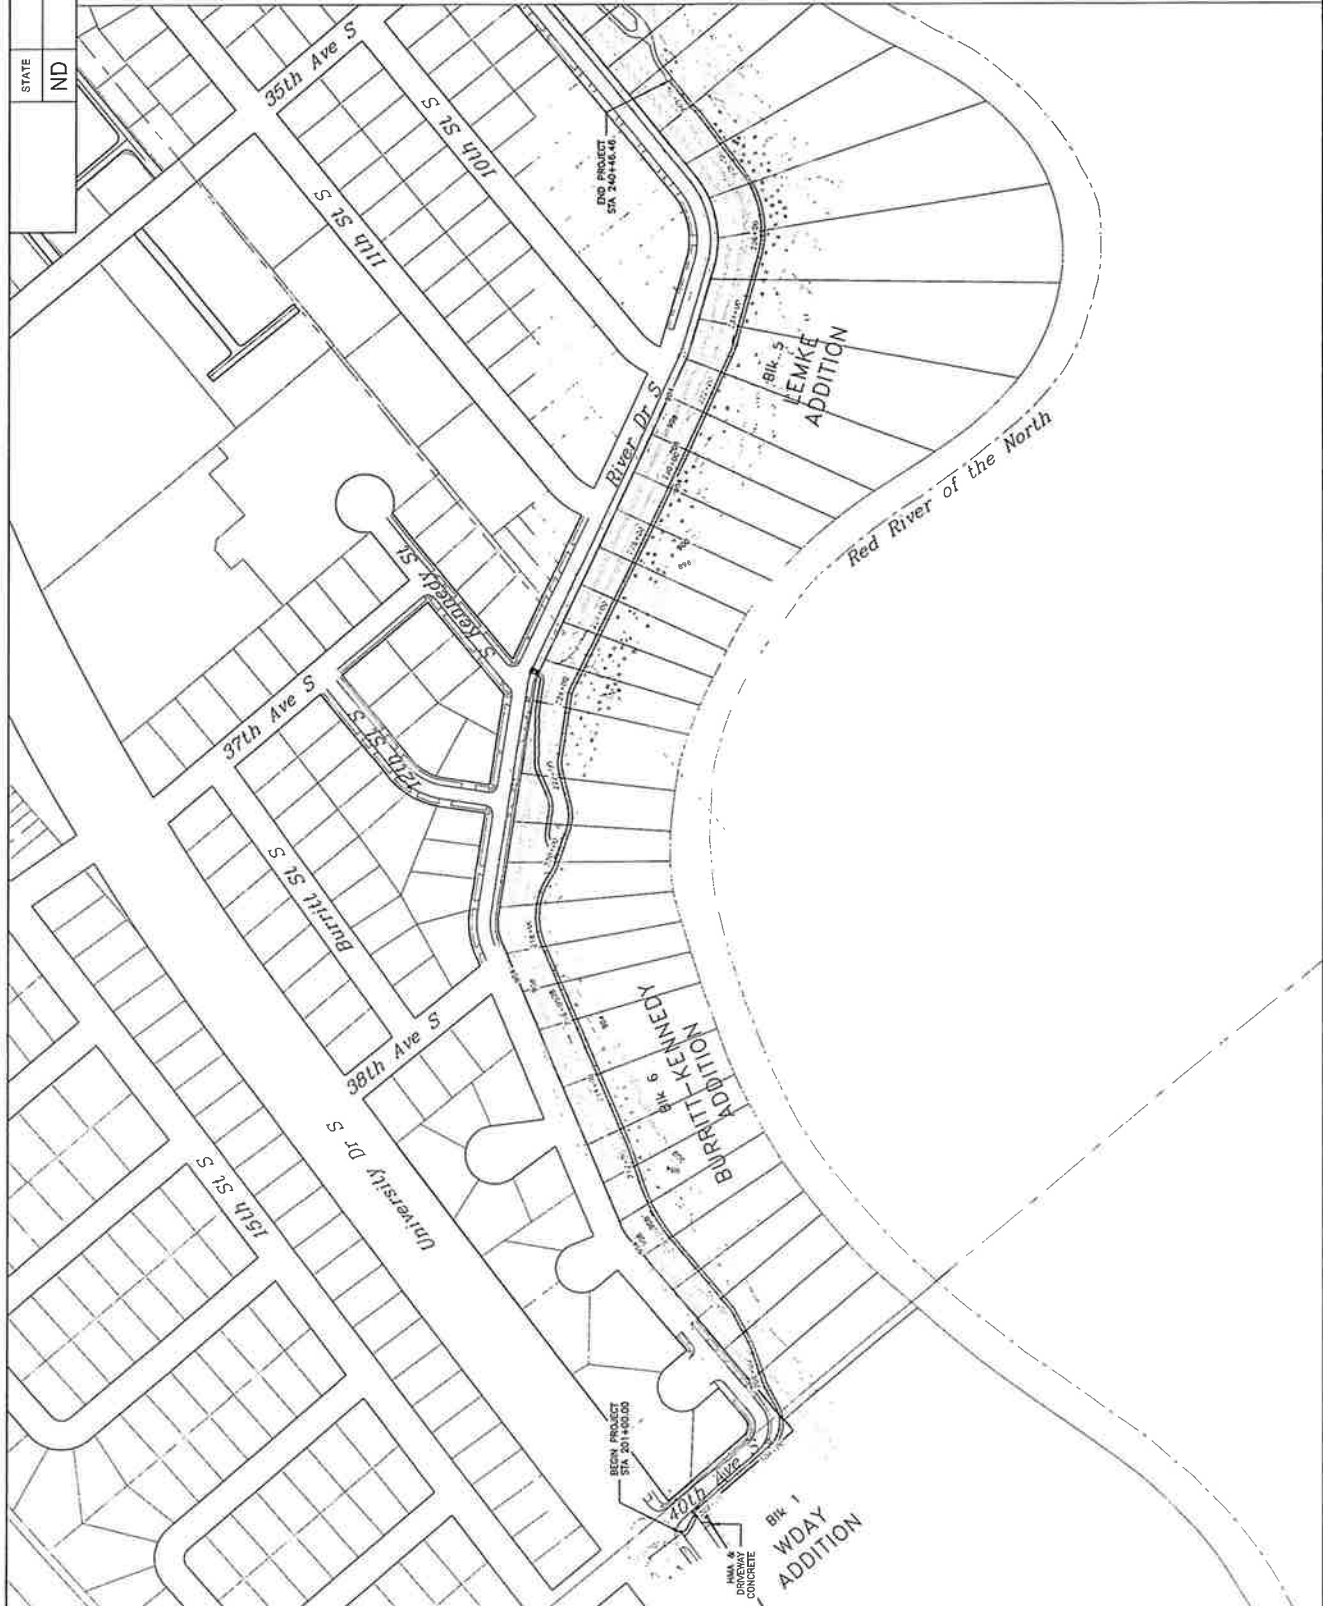 STATE
ND
35th Ave S
10th St S
11th St S
END PROJECT
STA 240+46.46
River Dr S
Blk 5
LEMKE
ADDITION
Red River of the North
Kennedy St S
37th Ave S
12th St S
Burritt St S
38th Ave S
University Dr S
15th St S
Blk 6
BURRITT-KENNEDY
ADDITION
BEGIN PROJECT
STA 201+00.00
40th Ave
HMA &
DRIVEWAY
CONCRETE
Blk 1
WDAY
ADDITION